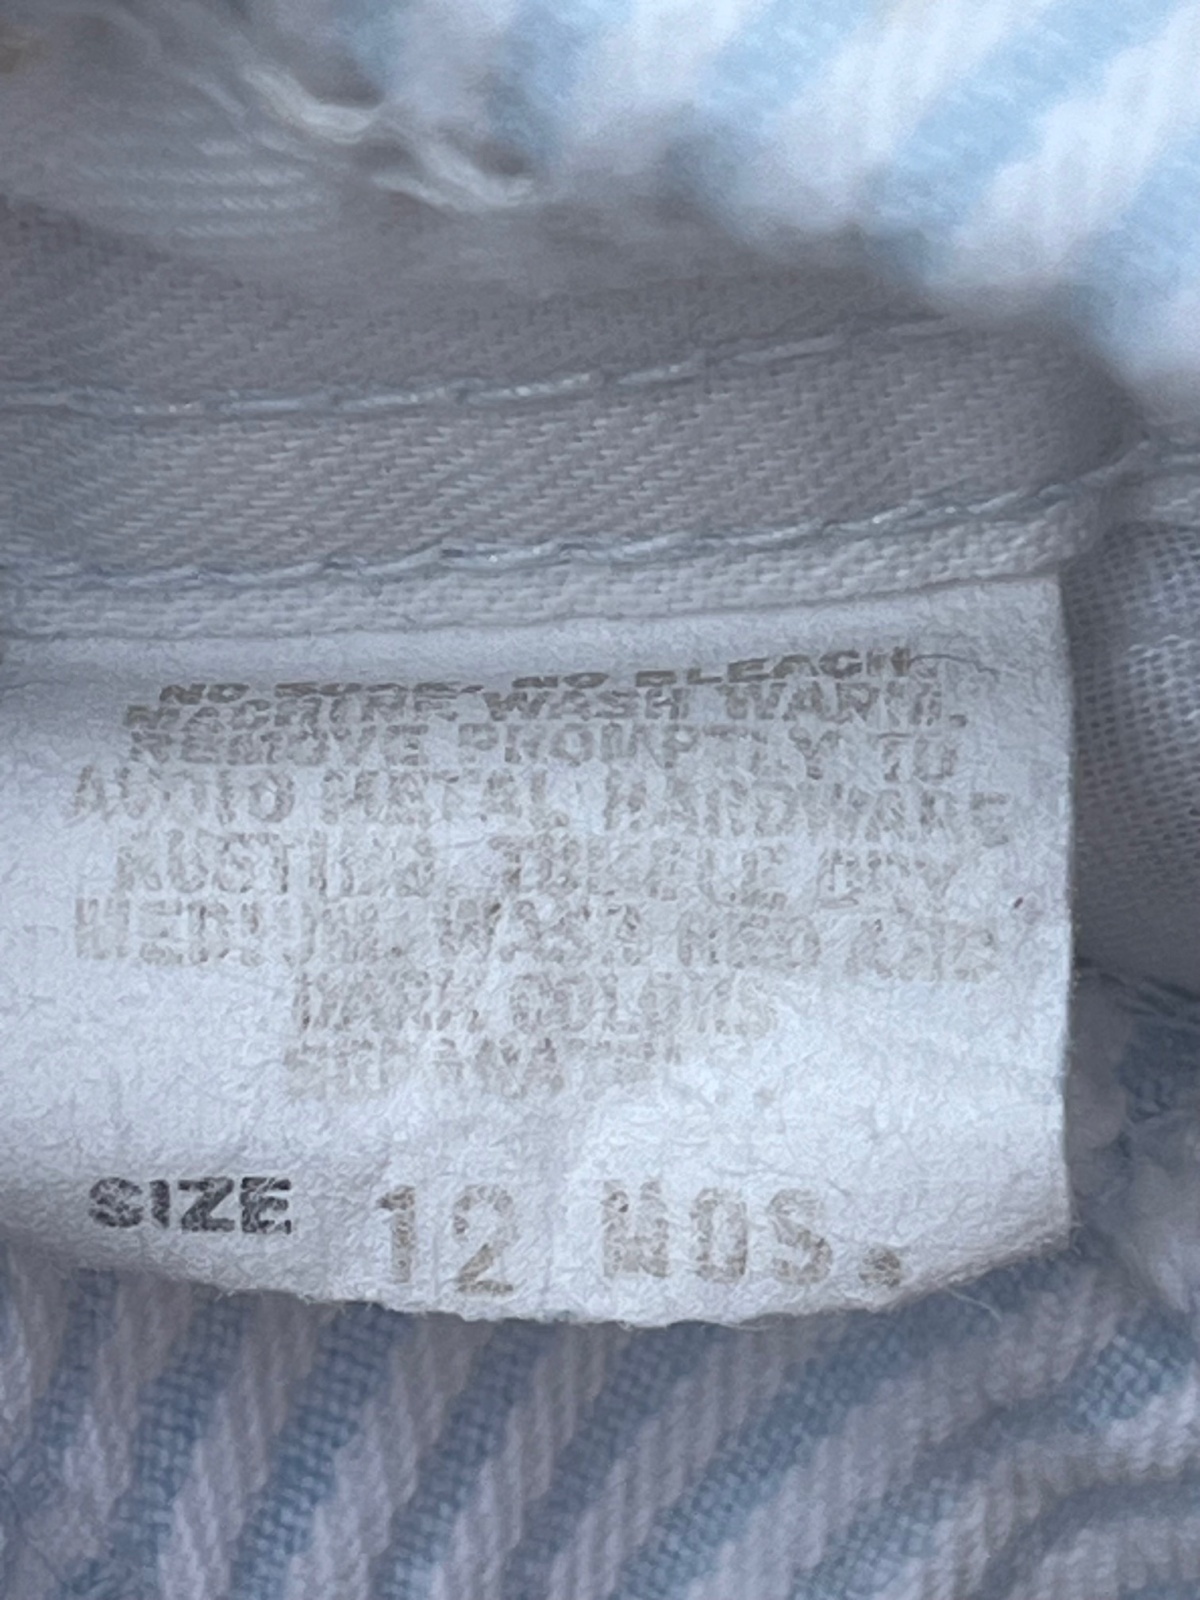 NO BLEACH.
MACHINE WASH WARM.
REMOVE PROMPTLY TO
AVOID METAL HARDWARE
RUSTING. TUMBLE DRY
MEDIUM. WASH RED AND
DARK COLORS
SEPARATELY
SIZE 12 MOS.